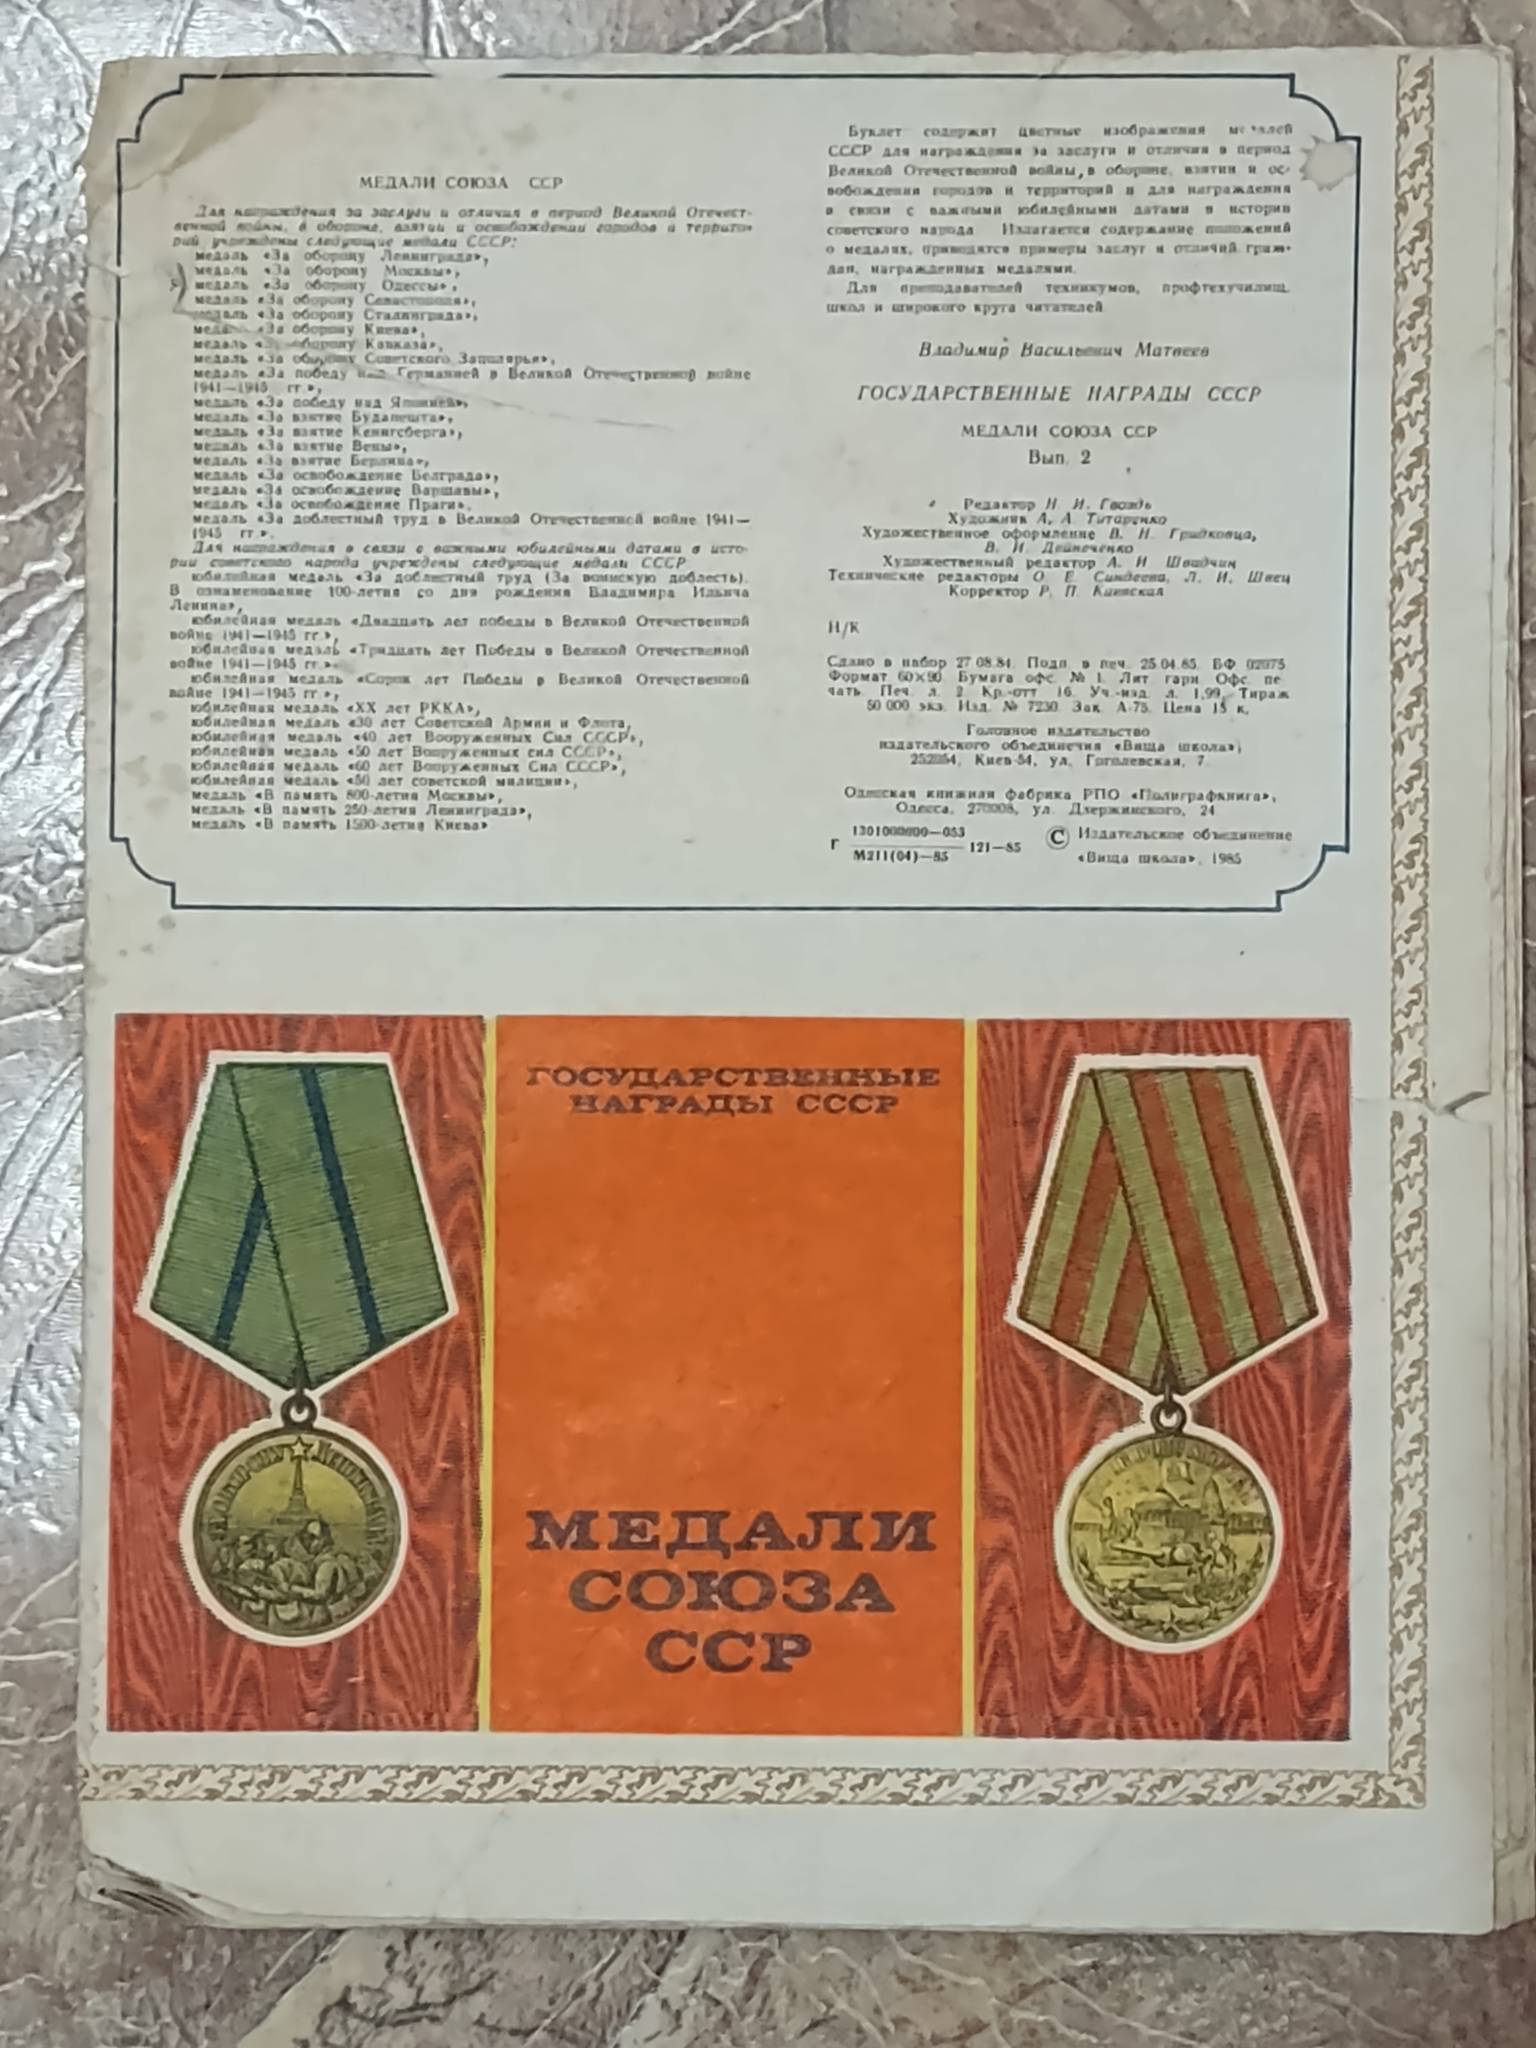 МЕДАЛИ СОЮЗА ССР
Для награждения за заслуги и отличия в период Великой Отечест-
венной войны, в обороне, взятии и освобождении городов и террито-
рий учреждены следующие медали СССР:
медаль «За оборону Ленинграда»,
медаль «За оборону Москвы»,
медаль «За оборону Одессы»,
медаль «За оборону Севастополя»,
медаль «За оборону Сталинграда»,
медаль «За оборону Киева»,
медаль «За оборону Кавказа»,
медаль «За оборону Советского Заполярья»,
медаль «За победу над Германией в Великой Отечественной войне
1941—1945 гг.»,
медаль «За победу над Японией»,
медаль «За взятие Будапешта»,
медаль «За взятие Кенигсберга»,
медаль «За взятие Вены»,
медаль «За взятие Берлина»,
медаль «За освобождение Белграда»,
медаль «За освобождение Варшавы»,
медаль «За освобождение Праги»,
медаль «За доблестный труд в Великой Отечественной войне 1941—
1945 гг.».
Для награждения в связи с важными юбилейными датами в исто-
рии советского народа учреждены следующие медали СССР
юбилейная медаль «За доблестный труд (За воинскую доблесть).
В ознаменование 100-летия со дня рождения Владимира Ильича
Ленина»,
юбилейная медаль «Двадцать лет победы в Великой Отечественной
войне 1941—1945 гг.»,
юбилейная медаль «Тридцать лет Победы в Великой Отечественной
войне 1941—1945 гг.».
юбилейная медаль «Сорок лет Победы в Великой Отечественной
войне 1941—1945 гг.»,
юбилейная медаль «XX лет РККА»,
юбилейная медаль «30 лет Советской Армии и Флота,
юбилейная медаль «40 лет Вооруженных Сил СССР»,
юбилейная медаль «50 лет Вооруженных сил СССР»,
юбилейная медаль «60 лет Вооруженных Сил СССР»,
юбилейная медаль «50 лет советской милиции»,
медаль «В память 800-летия Москвы»,
медаль «В память 250-летия Ленинграда»,
медаль «В память 1500-летия Киева»
Буклет содержит цветные изображения медалей
СССР для награждения за заслуги и отличия в период
Великой Отечественной войны, в обороне, взятии и ос-
вобождении городов и территорий и для награждения
в связи с важными юбилейными датами в истории
советского народа Излагается содержание положений
о медалях, приводятся примеры заслуг и отличий граж-
дан, награжденных медалями.
Для преподавателей техникумов, профтехучилищ,
школ и широкого круга читателей
Владимир Васильевич Матвеев
ГОСУДАРСТВЕННЫЕ НАГРАДЫ СССР
МЕДАЛИ СОЮЗА ССР
Вып. 2
Редактор Н. И. Гвоздь
Художник А. А. Титаренко
Художественное оформление В. Н. Гридковца,
В. И. Дейнеченко
Художественный редактор А. И Швадчин
Технические редакторы О. Е. Синдеева, Л. И. Швец
Корректор Р. П. Киевская
Н/К
Сдано в набор 27 08.84. Подп. в печ. 25.04.85. БФ 02075
Формат 60×90 Бумага офс. № 1. Лит гарн. Офс. пе-
чать. Печ. л. 2. Кр.-отт 16. Уч.-изд. л. 1,99. Тираж
50 000 экз. Изд. № 7230. Зак. А-75. Цена 15 к.
Головное издательство
издательского объединения «Вища школа»,
252054, Киев-54, ул. Гоголевская, 7.
Одесская книжная фабрика РПО «Полиграфкнига»,
Одесса, 270008, ул. Дзержинского, 24
Г 1301000000—053 / М211(04)—85 121—85
© Издательское объединение
«Вища школа», 1985
ГОСУДАРСТВЕННЫЕ
НАГРАДЫ СССР
МЕДАЛИ
СОЮЗА
ССР